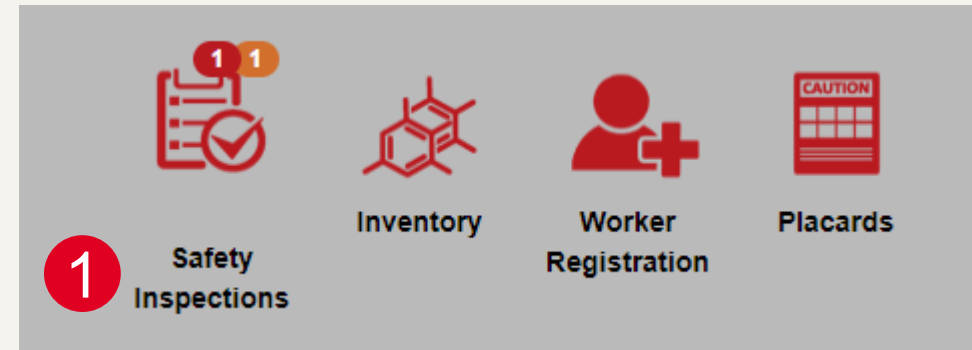 1 1
CAUTION
Inventory
Worker
Registration
Placards
1
Safety
Inspections